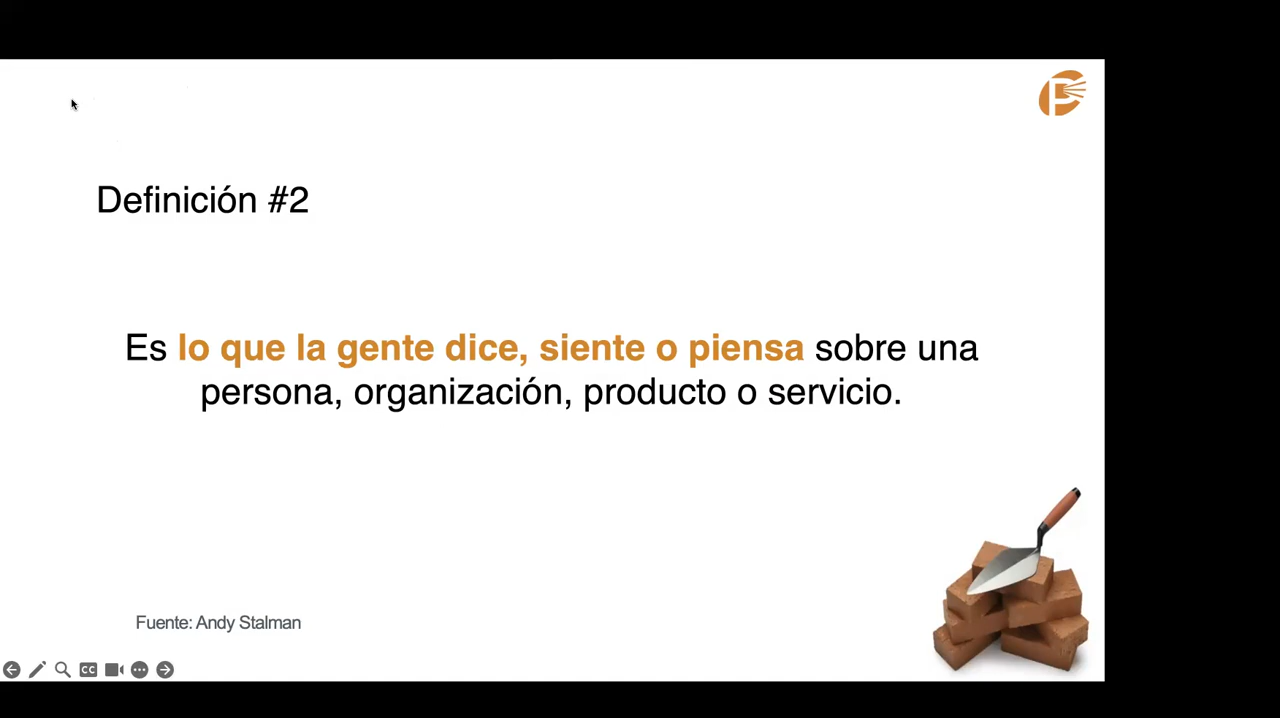 Definición #2
Es lo que la gente dice, siente o piensa sobre una
persona, organización, producto o servicio.
Fuente: Andy Stalman
CC